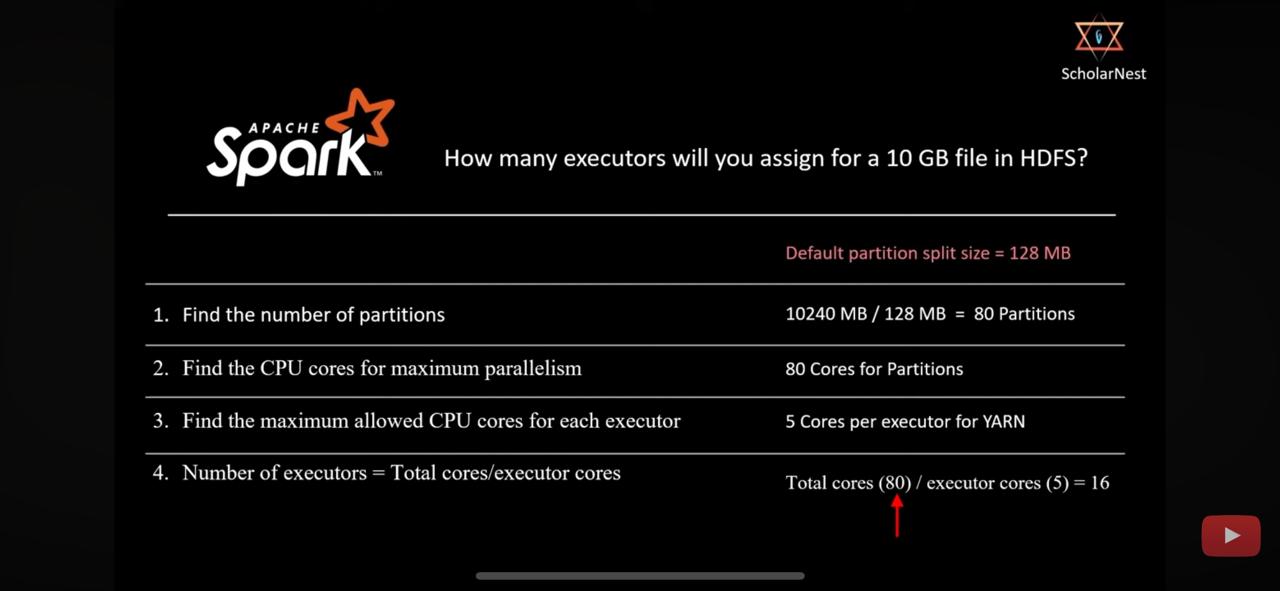 ScholarNest
APACHE
Spark™
How many executors will you assign for a 10 GB file in HDFS?
Default partition split size = 128 MB
1. Find the number of partitions
10240 MB / 128 MB = 80 Partitions
2. Find the CPU cores for maximum parallelism
80 Cores for Partitions
3. Find the maximum allowed CPU cores for each executor
5 Cores per executor for YARN
4. Number of executors = Total cores/executor cores
Total cores (80) / executor cores (5) = 16